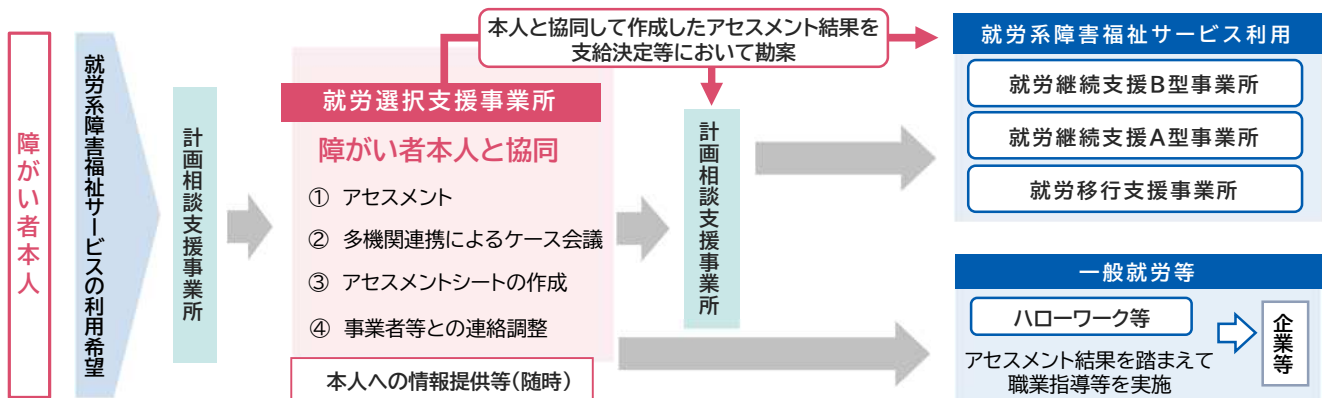 障がい者本人
就労系障害福祉サービスの利用希望
計画相談支援事業所
本人と協同して作成したアセスメント結果を
支給決定等において勘案
就労選択支援事業所
障がい者本人と協同
① アセスメント
② 多機関連携によるケース会議
③ アセスメントシートの作成
④ 事業者等との連絡調整
本人への情報提供等(随時)
計画相談支援事業所
就労系障害福祉サービス利用
就労継続支援B型事業所
就労継続支援A型事業所
就労移行支援事業所
一般就労等
ハローワーク等
アセスメント結果を踏まえて
職業指導等を実施
企業等